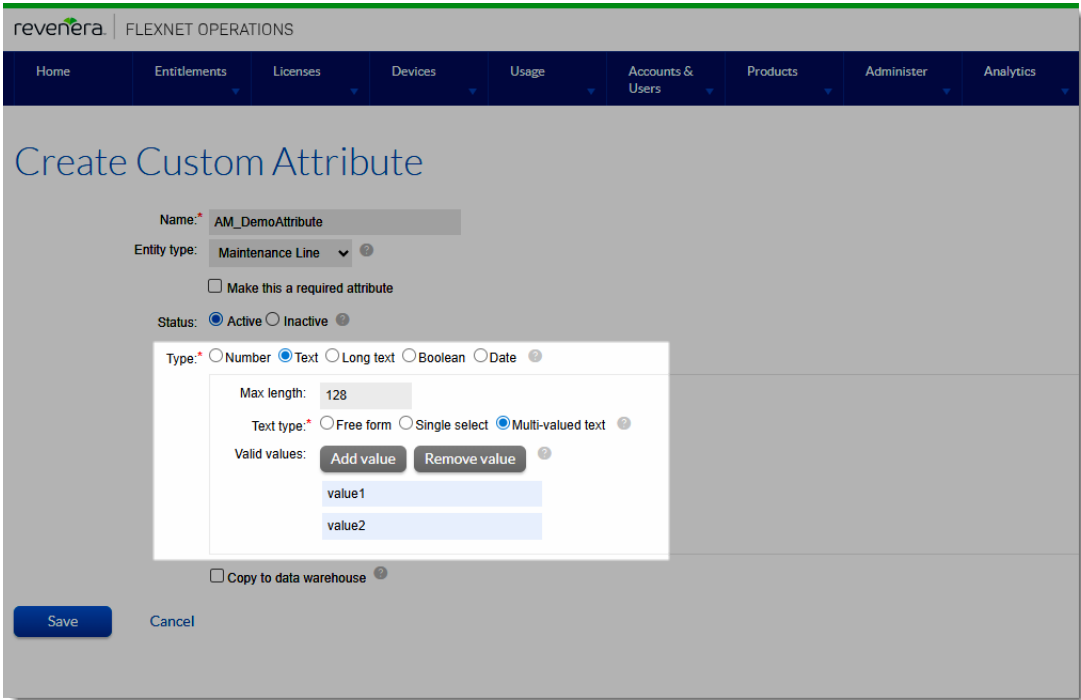 revenera. FLEXNET OPERATIONS
Home Entitlements Licenses Devices Usage Accounts & Users Products Administer Analytics
Create Custom Attribute
Name:* AM_DemoAttribute
Entity type: Maintenance Line ?
Make this a required attribute
Status: Active Inactive ?
Type:* Number Text Long text Boolean Date ?
Max length: 128
Text type:* Free form Single select Multi-valued text ?
Valid values: Add value Remove value ?
value1
value2
Copy to data warehouse ?
Save Cancel